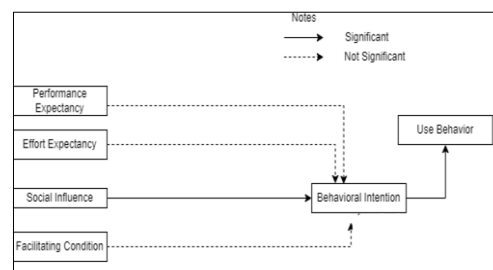 Notes
Significant
Not Significant
Performance
Expectancy
Use Behavior
Effort Expectancy
Social Influence
Behavioral Intention
Facilitating Condition